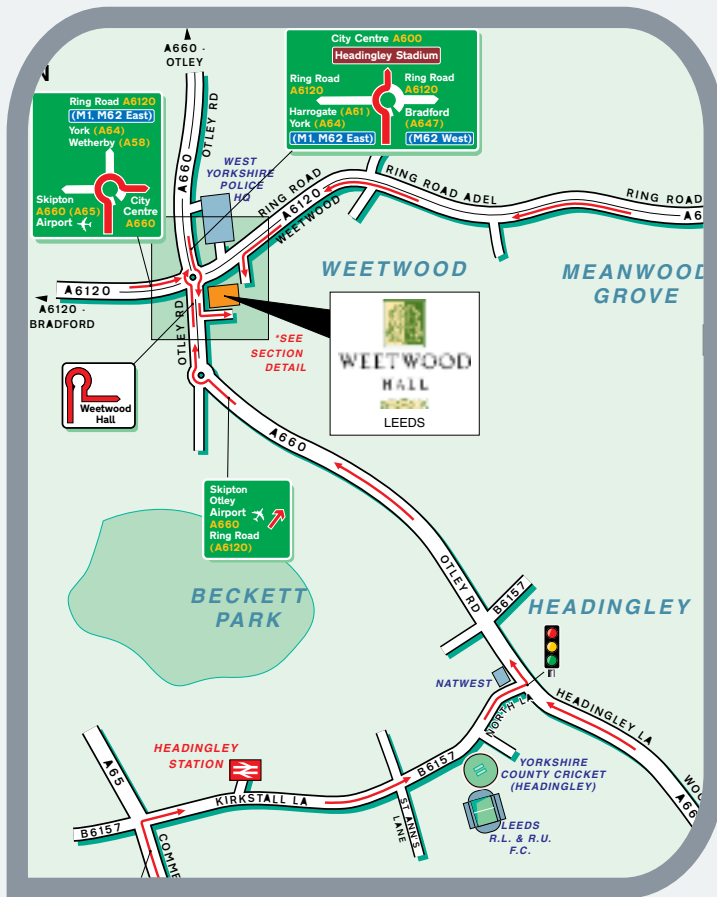 N
A660 -
OTLEY
OTLEY RD
A660
Ring Road A6120
(M1, M62 East)
York (A64)
Wetherby (A58)
Skipton
A660 (A65)
Airport
City
Centre
A660
City Centre A600
Headingley Stadium
Ring Road
A6120
Ring Road
A6120
Harrogate (A61)
York (A64)
(M1, M62 East)
Bradford
(A647)
(M62 West)
WEST
YORKSHIRE
POLICE
HQ
RING ROAD
A6120
WEETWOOD
RING ROAD ADEL
RING ROAD
A6
WEETWOOD
MEANWOOD
GROVE
A6120
A6120 -
BRADFORD
OTLEY RD
*SEE
SECTION
DETAIL
WEETWOOD
HALL
LEEDS
Weetwood
Hall
A660
Skipton
Otley
Airport
A660
Ring Road
(A6120)
BECKETT
PARK
OTLEY RD
B6157
HEADINGLEY
NATWEST
NORTH LA
HEADINGLEY LA
WOO
A66
HEADINGLEY
STATION
A65
B6157
KIRKSTALL LA
B6157
ST ANN'S
LANE
COMME
YORKSHIRE
COUNTY CRICKET
(HEADINGLEY)
LEEDS
R.L. & R.U.
F.C.